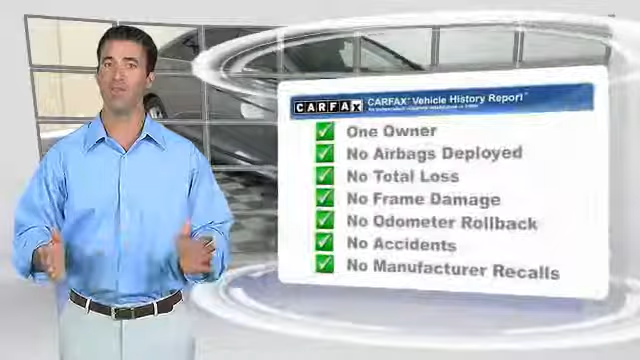 CARFAX CARFAX Vehicle History Report™
One Owner
No Airbags Deployed
No Total Loss
No Frame Damage
No Odometer Rollback
No Accidents
No Manufacturer Recalls